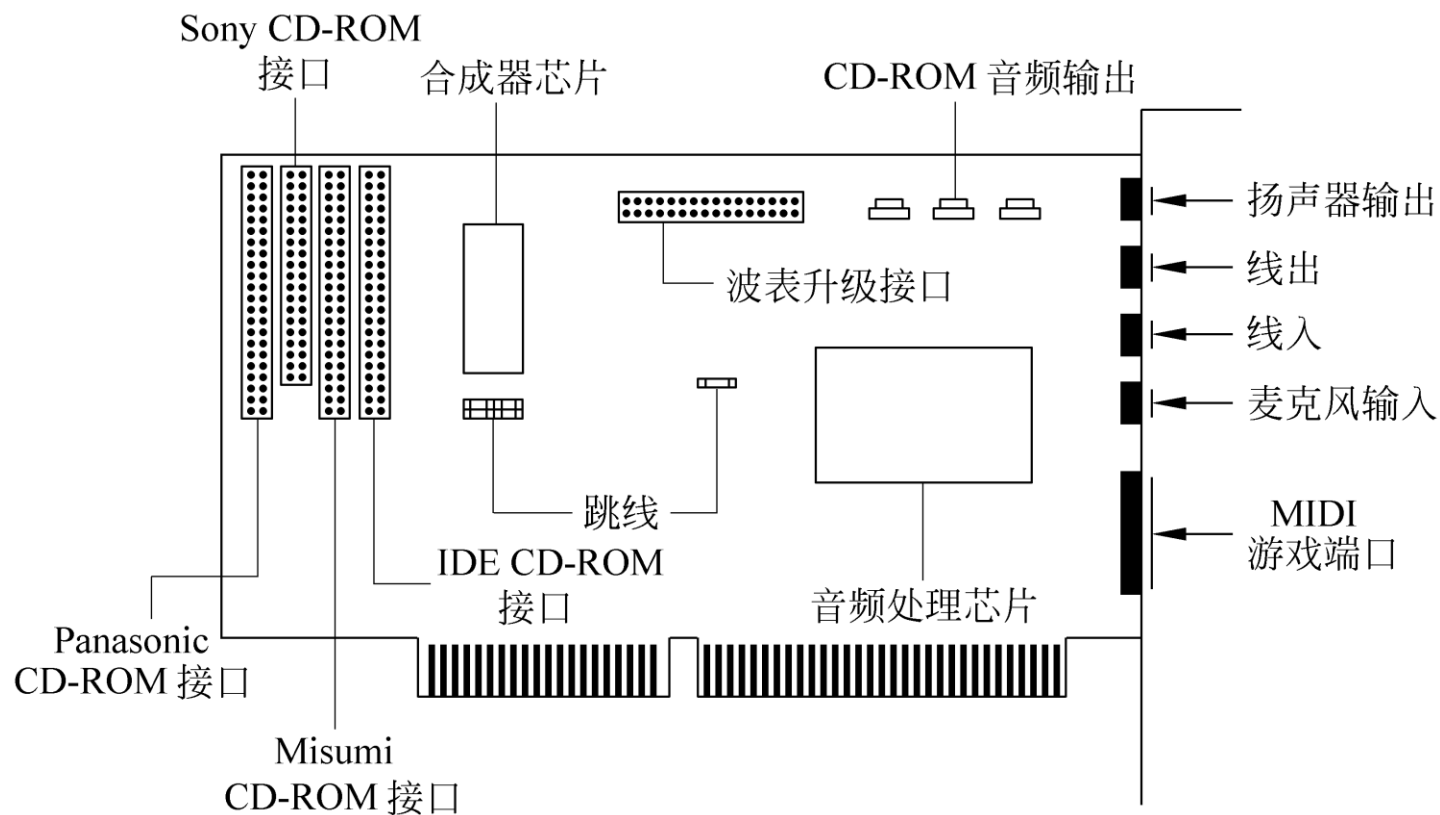 Sony CD-ROM
接口
合成器芯片
CD-ROM 音频输出
扬声器输出
线出
波表升级接口
线入
麦克风输入
跳线
MIDI
游戏端口
IDE CD-ROM
接口
音频处理芯片
Panasonic
CD-ROM 接口
Misumi
CD-ROM 接口